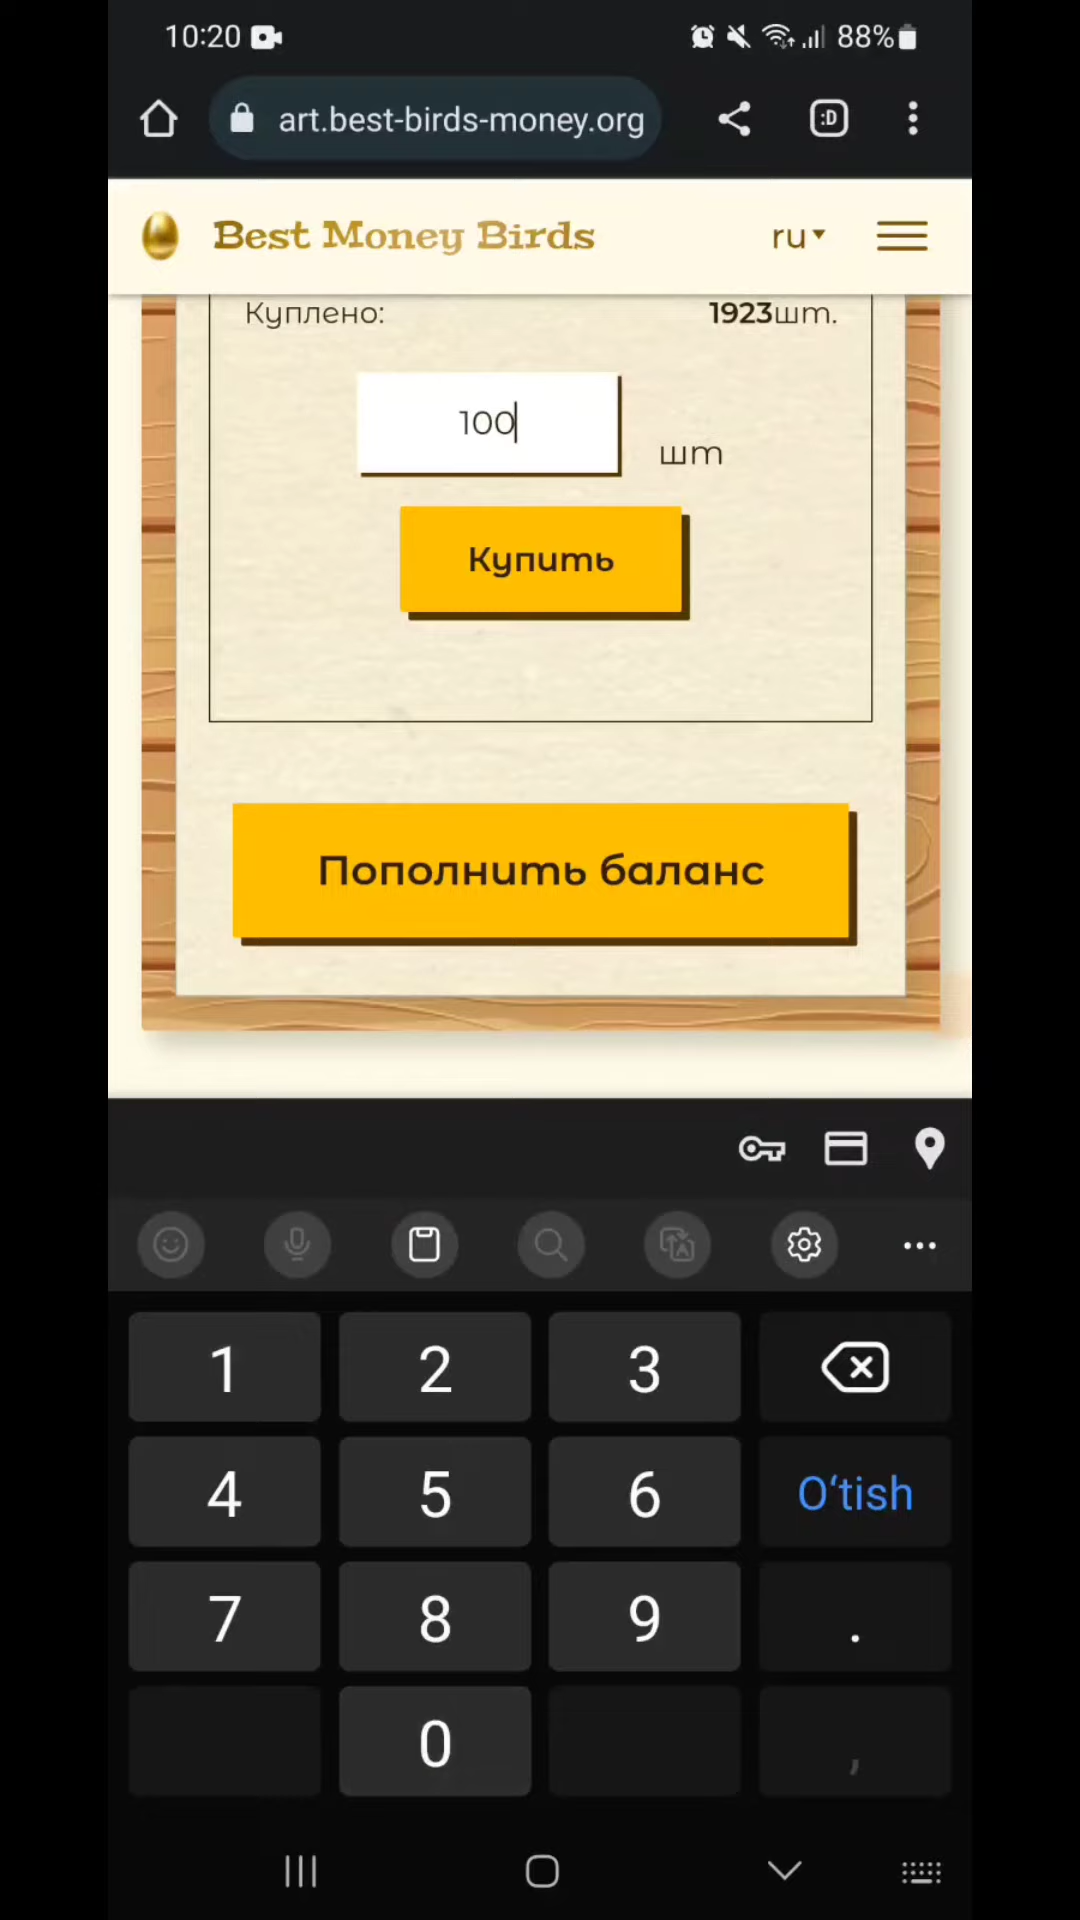 10:20 88%
art.best-birds-money.org :D
Best Money Birds ru
Куплено: 1923шт.
100 шт
Купить
Пополнить баланс
1 2 3
4 5 6 O‘tish
7 8 9 .
0 ,